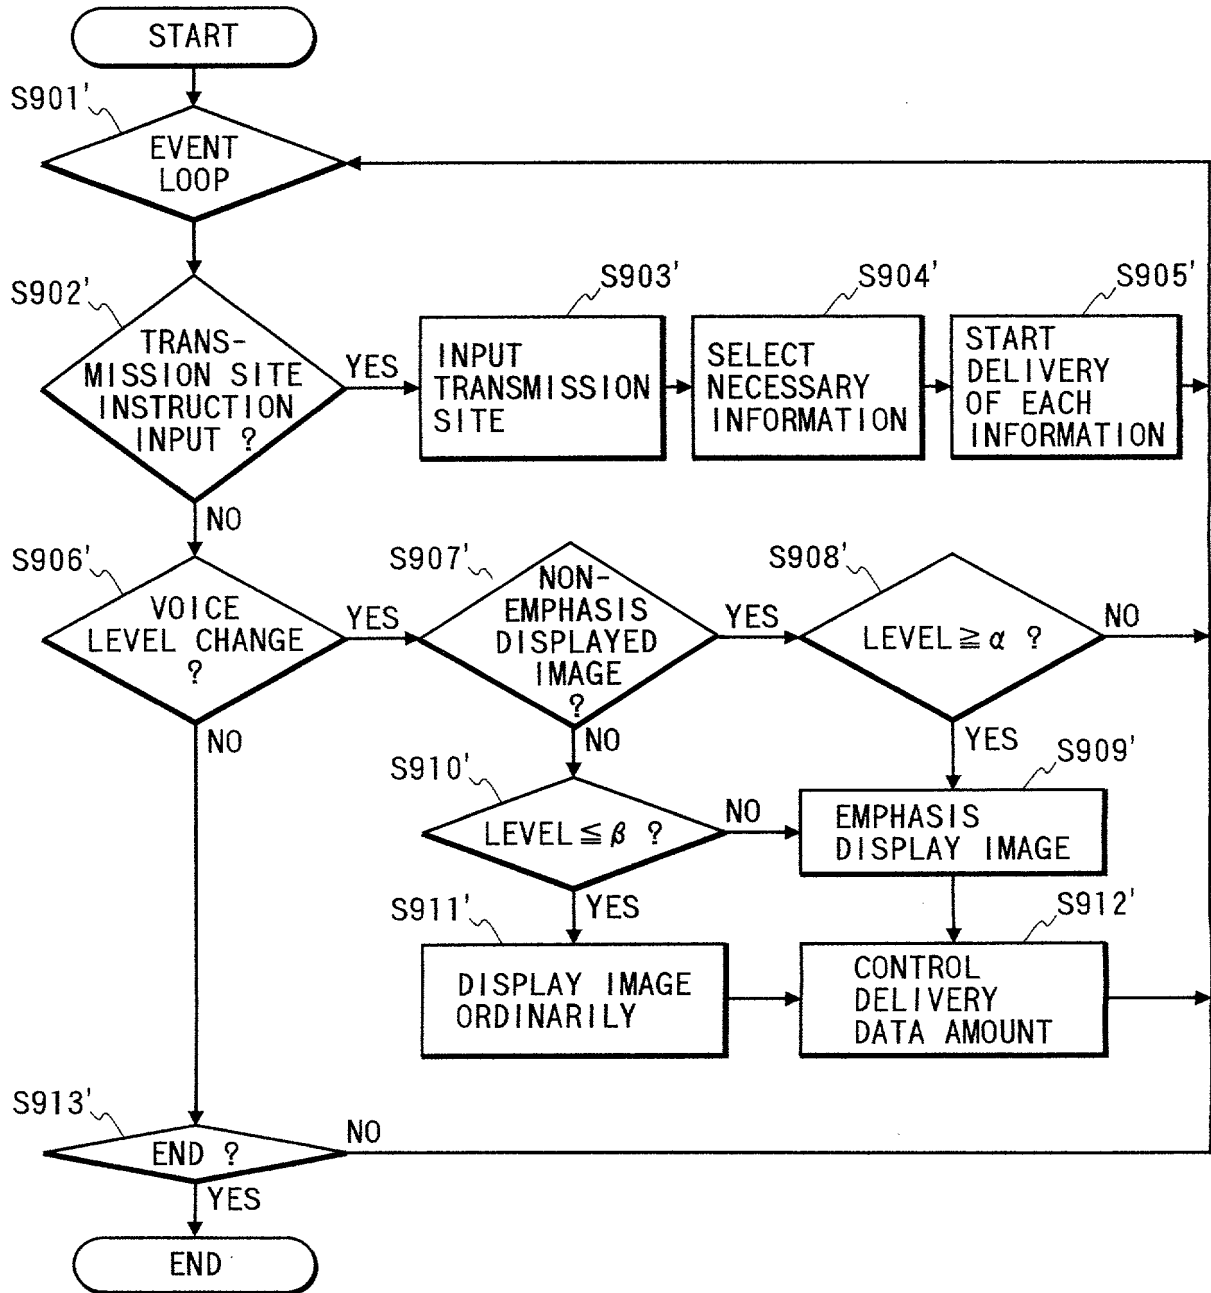 START
S901'
EVENT
LOOP
S902'
TRANS-
MISSION SITE
INSTRUCTION
INPUT ?
YES
S903'
INPUT
TRANSMISSION
SITE
S904'
SELECT
NECESSARY
INFORMATION
S905'
START
DELIVERY
OF EACH
INFORMATION
NO
S906'
VOICE
LEVEL CHANGE
?
YES
S907'
NON-
EMPHASIS
DISPLAYED
IMAGE
?
YES
S908'
LEVEL≧α ?
NO
NO
NO
YES
S910'
LEVEL≦β ?
NO
S909'
EMPHASIS
DISPLAY IMAGE
YES
S911'
DISPLAY IMAGE
ORDINARILY
S912'
CONTROL
DELIVERY
DATA AMOUNT
S913'
END ?
NO
YES
END